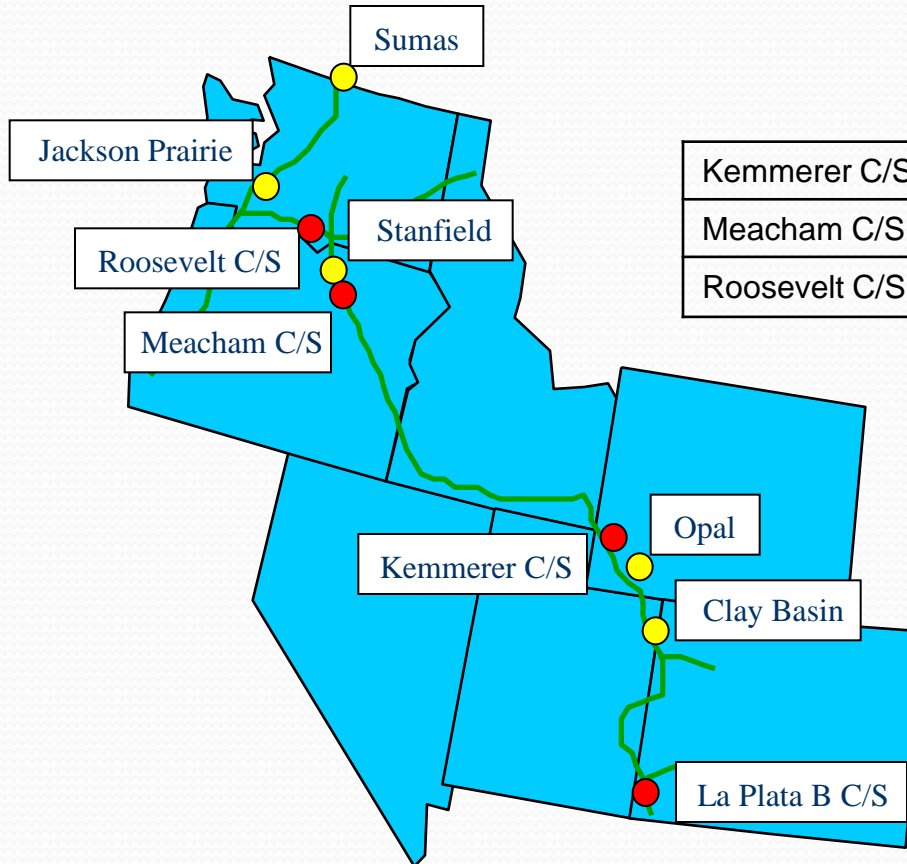 Sumas
Jackson Prairie
Kemmerer C/S
Meacham C/S
Roosevelt C/S
Stanfield
Roosevelt C/S
Meacham C/S
Opal
Kemmerer C/S
Clay Basin
La Plata B C/S